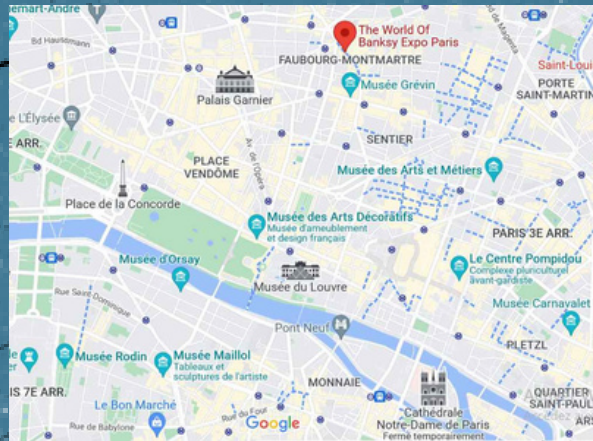 emart-André
Bd Haussmann
The World Of
Banksy Expo Paris
FAUBOURG-MONTMARTRE
Musée Grévin
Palais Garnier
Saint-Loui
PORTE
SAINT-MARTIN
e L'Élysée
E ARR.
SENTIER
PLACE
VENDÔME
Av. de l'Opéra
Musée des Arts et Métiers
Place de la Concorde
Musée des Arts Décoratifs
Musée d'ameublement
et design français
PARIS 3E ARR.
Musée d'Orsay
Le Centre Pompidou
Complexe pluriculturel
avant-gardiste
Musée du Louvre
Rue Saint-Dominique
Musée Carnavalet
Pont Neuf
PLETZL
Musée Rodin
Musée Maillol
Tableaux et
sculptures de l'artiste
IS 7E ARR.
MONNAIE
QUARTIER
SAINT-PAUL
Le Bon Marché
Rue du Four
Cathédrale
Notre-Dame de Paris
Fermé temporairement
Rue de Babylone
Google